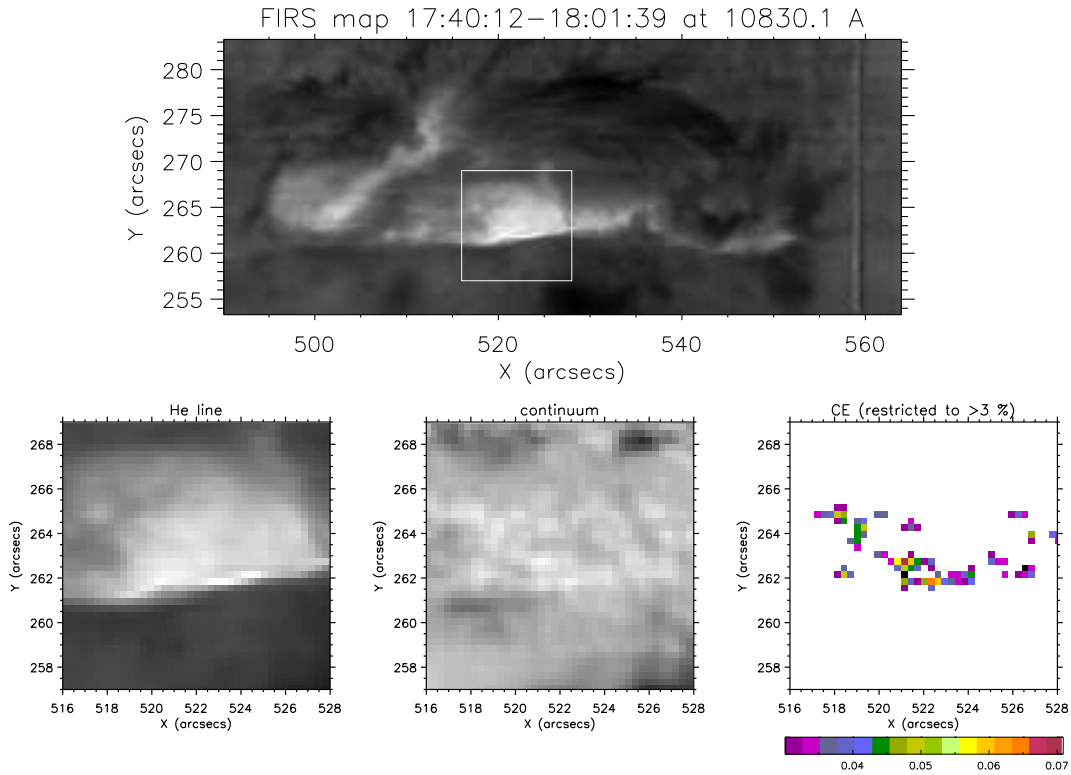 FIRS map 17:40:12−18:01:39 at 10830.1 A
280
275
270
265
260
255
Y (arcsecs)
500 520 540 560
X (arcsecs)
He line
268
266
264
262
260
258
Y (arcsecs)
516 518 520 522 524 526 528
X (arcsecs)
continuum
268
266
264
262
260
258
Y (arcsecs)
516 518 520 522 524 526 528
X (arcsecs)
CE (restricted to >3 %)
268
266
264
262
260
258
Y (arcsecs)
516 518 520 522 524 526 528
X (arcsecs)
0.04 0.05 0.06 0.07